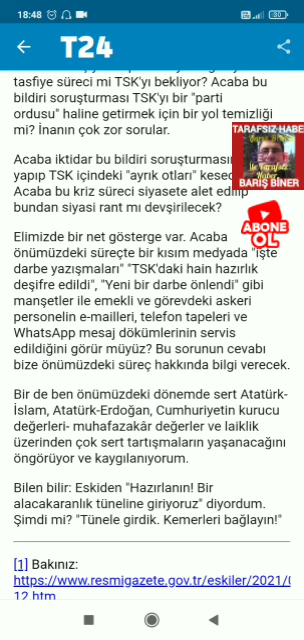 18:48
80
T24
tasfiye süreci mi TSK'yı bekliyor? Acaba bu
bildiri soruşturması TSK'yı bir "parti
ordusu" haline getirmek için bir yol temizliği
mi? İnanın çok zor sorular.
TARAFSIZ HABER
Barış Biner
ile Tarafsız
Haber
BARIŞ BİNER
Acaba iktidar bu bildiri soruşturması
yapıp TSK içindeki "ayrık otları" kesec
Acaba bu kriz süreci siyasete alet edilip
bundan siyasi rant mı devşirilecek?
ABONE
OL
Elimizde bir net gösterge var. Acaba
önümüzdeki süreçte bir kısım medyada "işte
darbe yazışmaları" "TSK'daki hain hazırlık
deşifre edildi", "Yeni bir darbe önlendi" gibi
manşetler ile emekli ve görevdeki askeri
personelin e-mailleri, telefon tapeleri ve
WhatsApp mesaj dökümlerinin servis
edildiğini görür müyüz? Bu sorunun cevabı
bize önümüzdeki süreç hakkında bilgi verecek.
Bir de ben önümüzdeki dönemde sert Atatürk-
İslam, Atatürk-Erdoğan, Cumhuriyetin kurucu
değerleri- muhafazakâr değerler ve laiklik
üzerinden çok sert tartışmaların yaşanacağını
öngörüyor ve kaygılanıyorum.
Bilen bilir: Eskiden "Hazırlanın! Bir
alacakaranlık tüneline giriyoruz" diyordum.
Şimdi mi? "Tünele girdik. Kemerleri bağlayın!"
[1] Bakınız:
https://www.resmigazete.gov.tr/eskiler/2021/0
12.htm